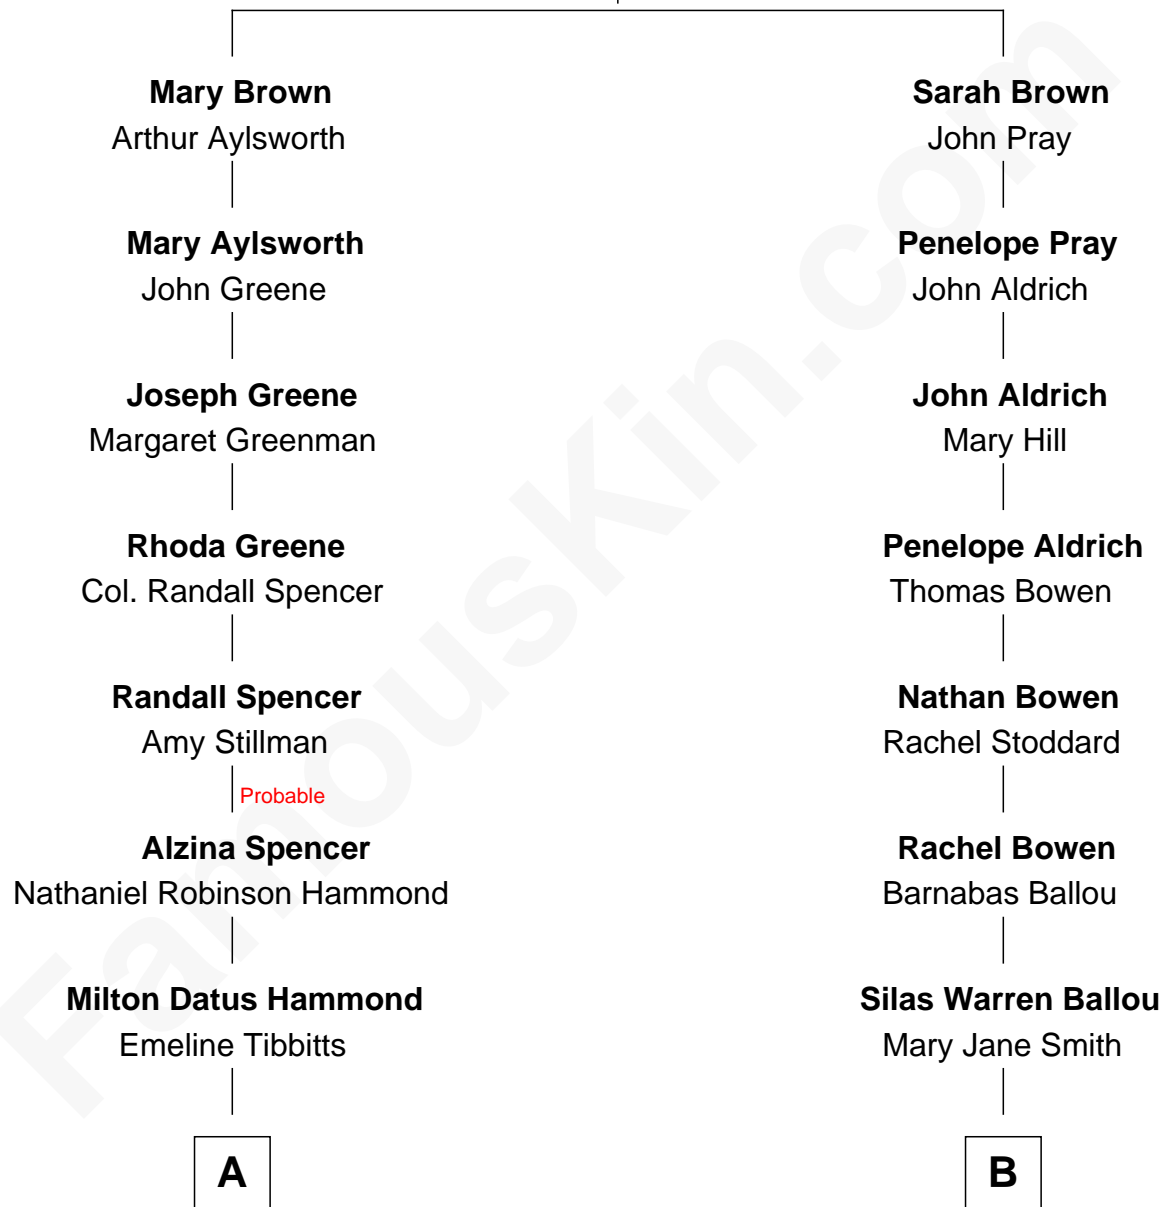 Mary Brown
Arthur Aylsworth
Mary Aylsworth
John Greene
Joseph Greene
Margaret Greenman
Rhoda Greene
Col. Randall Spencer
Randall Spencer
Amy Stillman
Probable
Alzina Spencer
Nathaniel Robinson Hammond
Milton Datus Hammond
Emeline Tibbitts
A
Sarah Brown
John Pray
Penelope Pray
John Aldrich
John Aldrich
Mary Hill
Penelope Aldrich
Thomas Bowen
Nathan Bowen
Rachel Stoddard
Rachel Bowen
Barnabas Ballou
Silas Warren Ballou
Mary Jane Smith
B
FamousKin.com